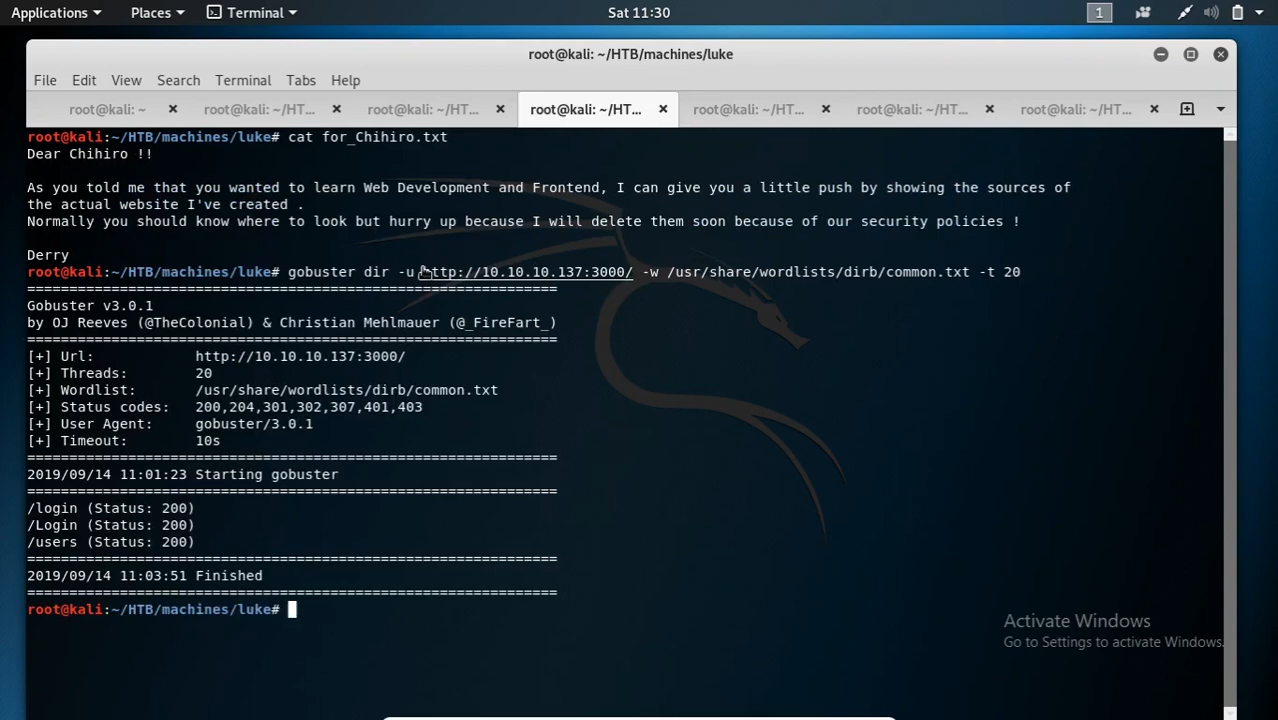 Applications Places Terminal Sat 11:30 1
root@kali: ~/HTB/machines/luke
File Edit View Search Terminal Tabs Help
root@kali: ~ root@kali: ~/HT... root@kali: ~/HT... root@kali: ~/HT... root@kali: ~/HT... root@kali: ~/HT... root@kali: ~/HT...
root@kali:~/HTB/machines/luke# cat for_Chihiro.txt
Dear Chihiro !!
As you told me that you wanted to learn Web Development and Frontend, I can give you a little push by showing the sources of
the actual website I've created .
Normally you should know where to look but hurry up because I will delete them soon because of our security policies !
Derry
root@kali:~/HTB/machines/luke# gobuster dir -u http://10.10.10.137:3000/ -w /usr/share/wordlists/dirb/common.txt -t 20
===============================================================
Gobuster v3.0.1
by OJ Reeves (@TheColonial) & Christian Mehlmauer (@_FireFart_)
===============================================================
[+] Url: http://10.10.10.137:3000/
[+] Threads: 20
[+] Wordlist: /usr/share/wordlists/dirb/common.txt
[+] Status codes: 200,204,301,302,307,401,403
[+] User Agent: gobuster/3.0.1
[+] Timeout: 10s
===============================================================
2019/09/14 11:01:23 Starting gobuster
===============================================================
/login (Status: 200)
/Login (Status: 200)
/users (Status: 200)
===============================================================
2019/09/14 11:03:51 Finished
===============================================================
root@kali:~/HTB/machines/luke#
Activate Windows
Go to Settings to activate Windows.